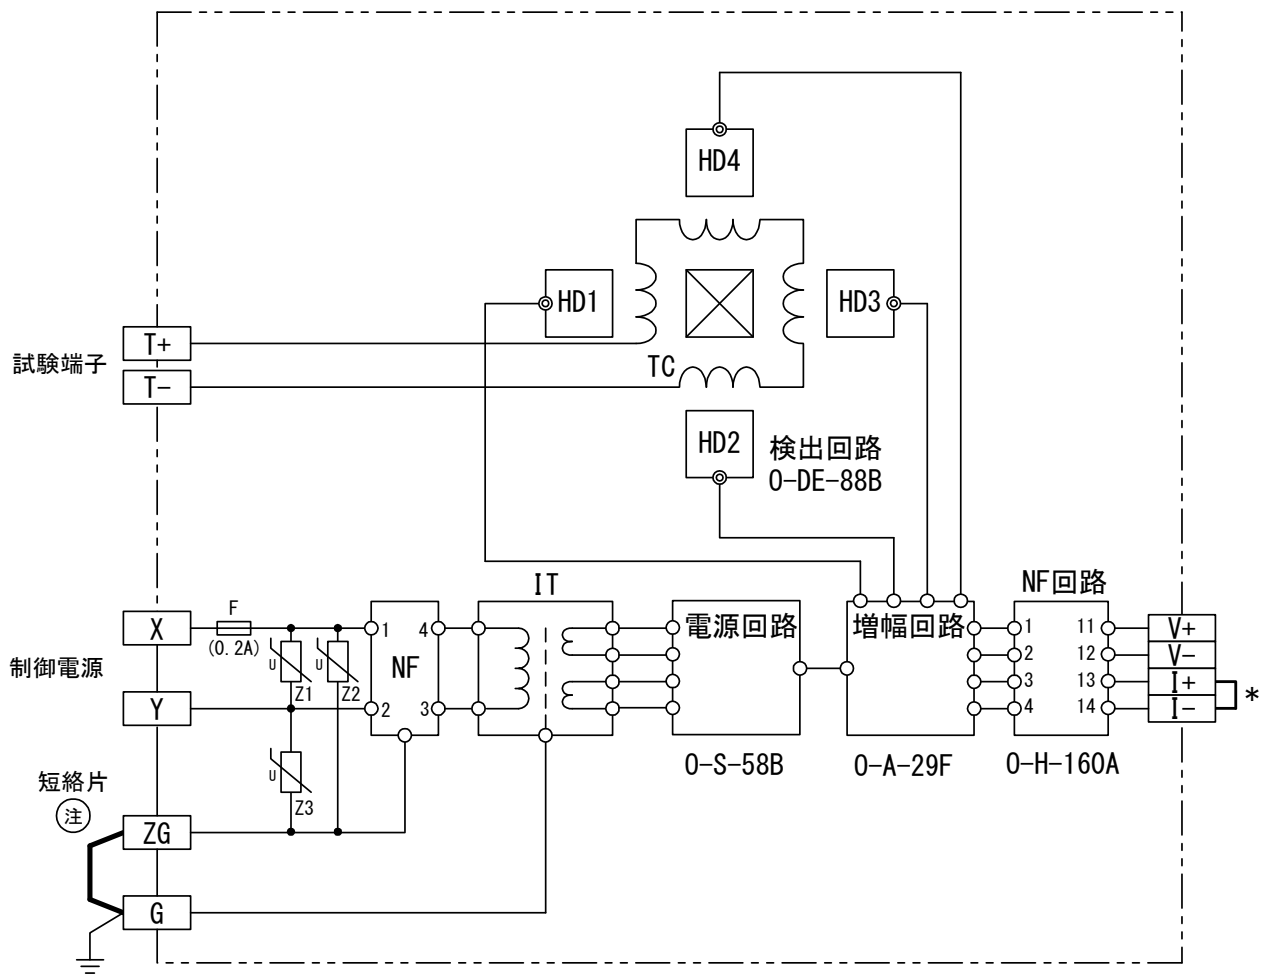 HD4
HD1
HD3
T+
試験端子
T-
TC
HD2
検出回路
O-DE-88B
IT
NF回路
F
X
(0.2A)
U
Z1
U
Z2
1
4
NF
2
3
電源回路
増幅回路
1
2
3
4
11
12
13
14
V+
V-
I+
I-
*
制御電源
Y
O-S-58B
O-A-29F
O-H-160A
短絡片
注
U
Z3
ZG
G